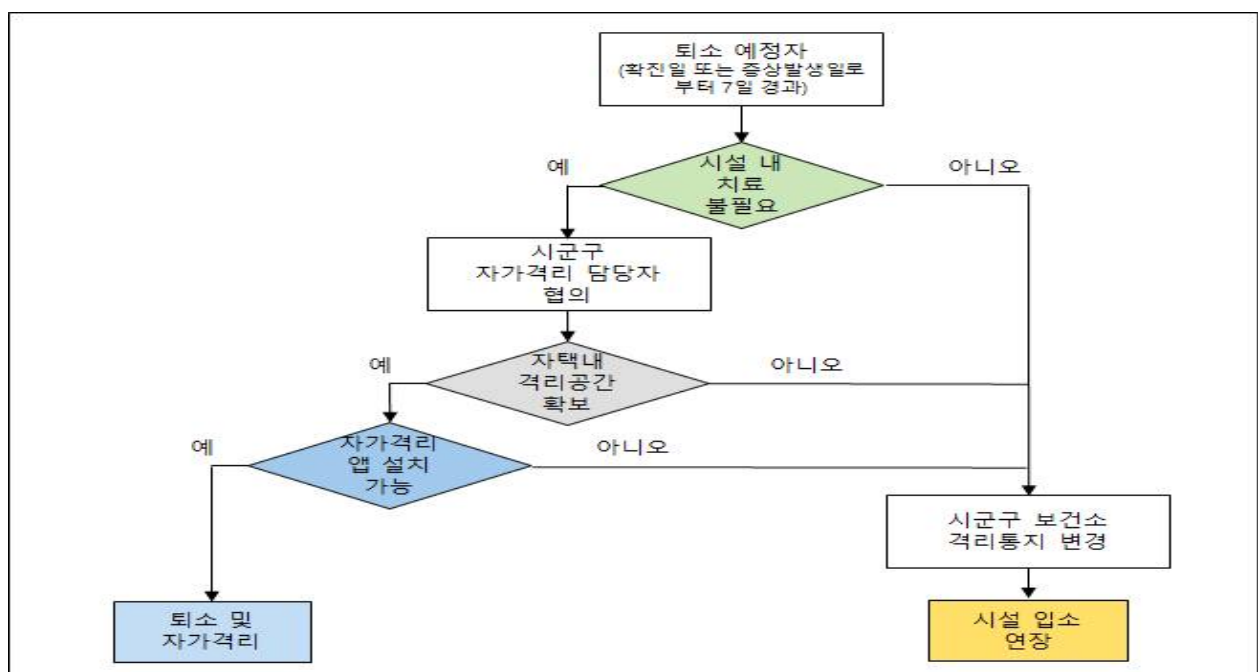 퇴소 예정자
(확진일 또는 증상발생일로
부터 7일 경과)
예
시설 내
치료
불필요
아니오
시군구
자가격리 담당자
협의
예
자택내
격리공간
확보
아니오
예
자가격리
앱 설치
가능
아니오
시군구 보건소
격리통지 변경
퇴소 및
자가격리
시설 입소
연장